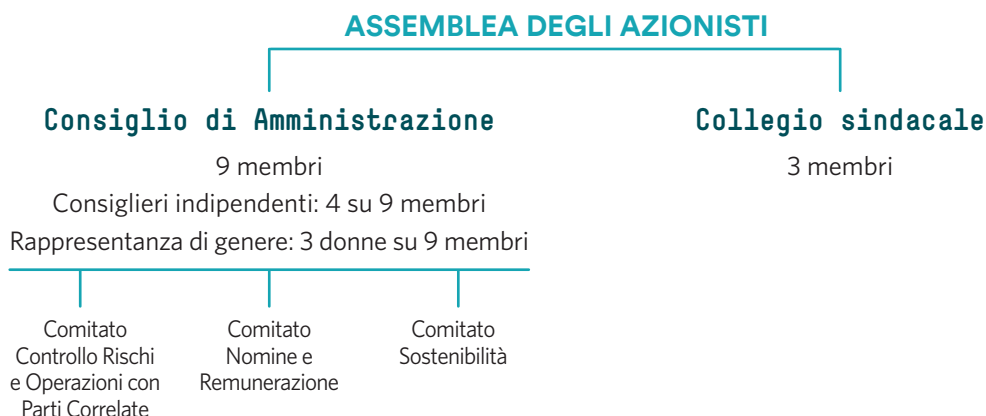 ASSEMBLEA DEGLI AZIONISTI
Consiglio di Amministrazione
9 membri
Consiglieri indipendenti: 4 su 9 membri
Rappresentanza di genere: 3 donne su 9 membri
Collegio sindacale
3 membri
Comitato
Controllo Rischi
e Operazioni con
Parti Correlate
Comitato
Nomine e
Remunerazione
Comitato
Sostenibilità